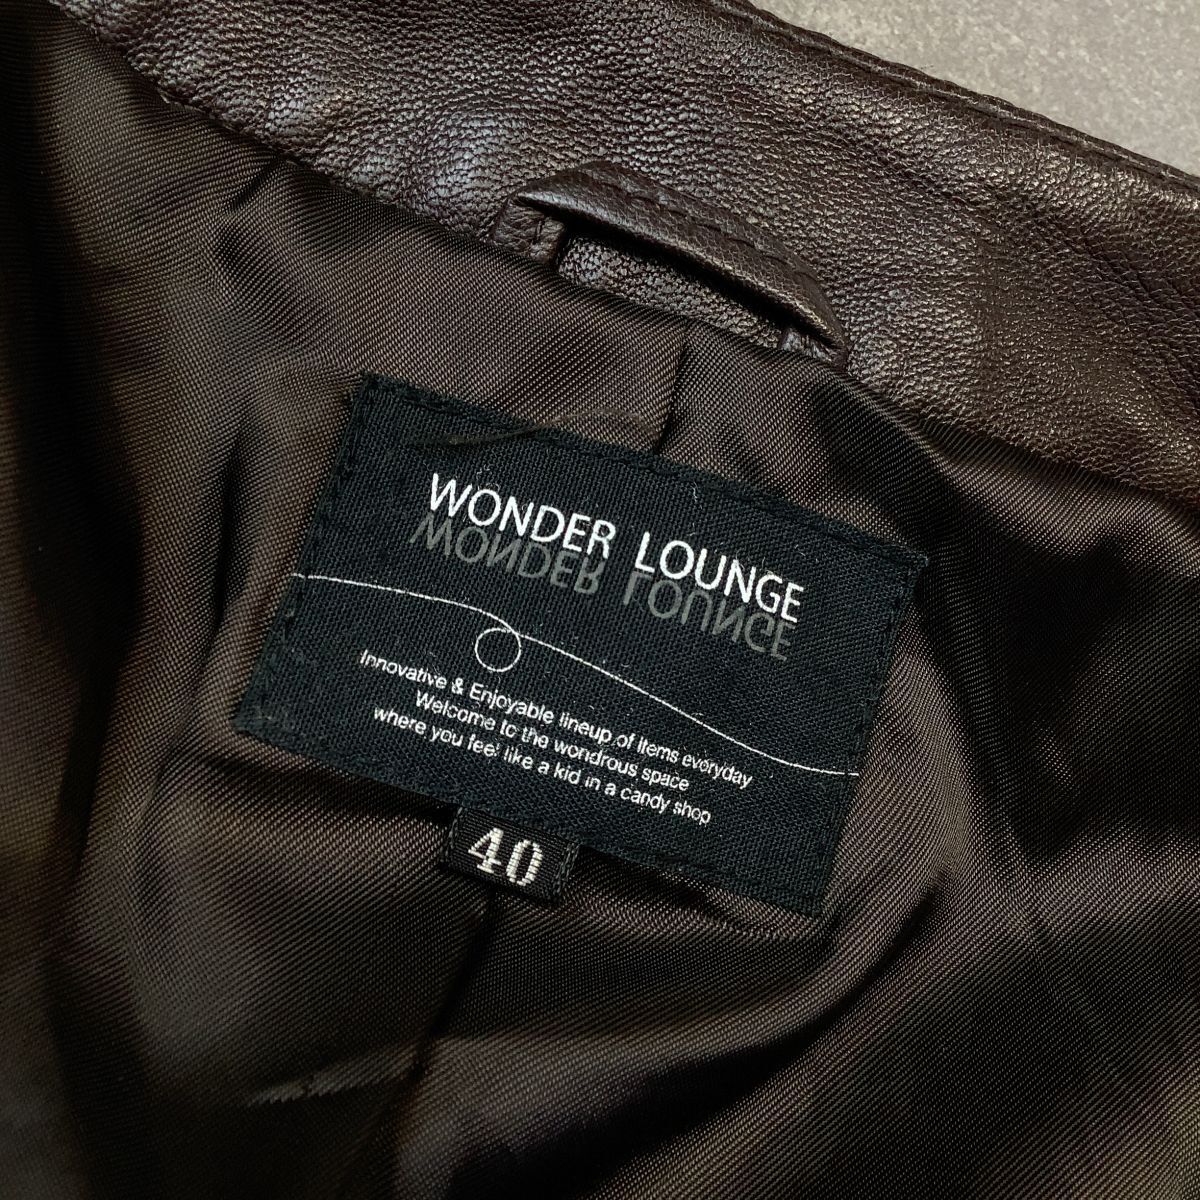 WONDER LOUNGE
WONDER LOUNGE
Innovative & Enjoyable lineup of items everyday
Welcome to the wondrous space
where you feel like a kid in a candy shop
40